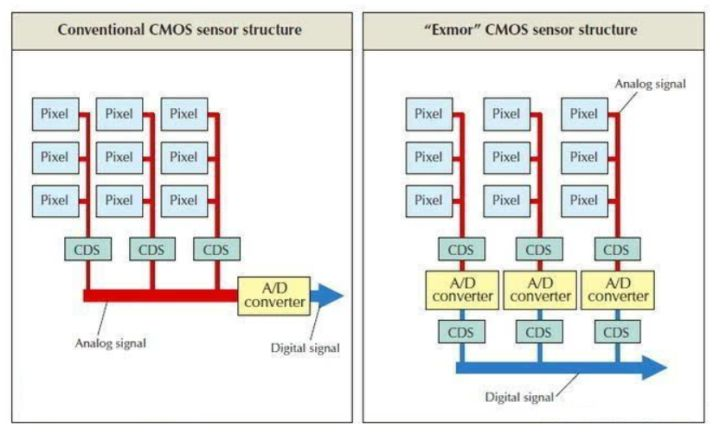 Conventional CMOS sensor structure
Pixel Pixel Pixel
Pixel Pixel Pixel
Pixel Pixel Pixel
CDS CDS CDS
A/D
converter
Analog signal
Digital signal
“Exmor” CMOS sensor structure
Analog signal
Pixel Pixel Pixel
Pixel Pixel Pixel
Pixel Pixel Pixel
CDS CDS CDS
A/D A/D A/D
converter converter converter
CDS CDS CDS
Digital signal